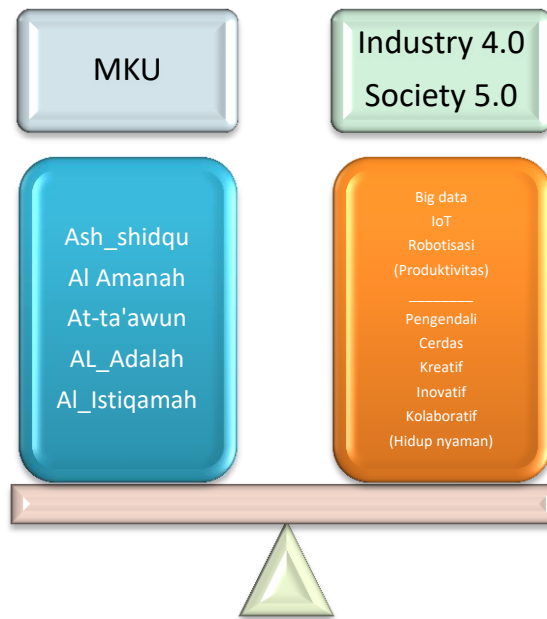 MKU
Industry 4.0
Society 5.0
Ash_shidqu
Al Amanah
At-ta'awun
AL_Adalah
Al_Istiqamah
Big data
IoT
Robotisasi
(Produktivitas)
________
Pengendali
Cerdas
Kreatif
Inovatif
Kolaboratif
(Hidup nyaman)